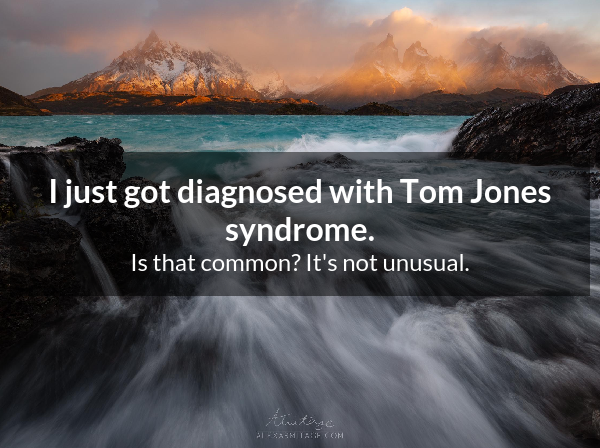 I just got diagnosed with Tom Jones
syndrome.
Is that common? It's not unusual.